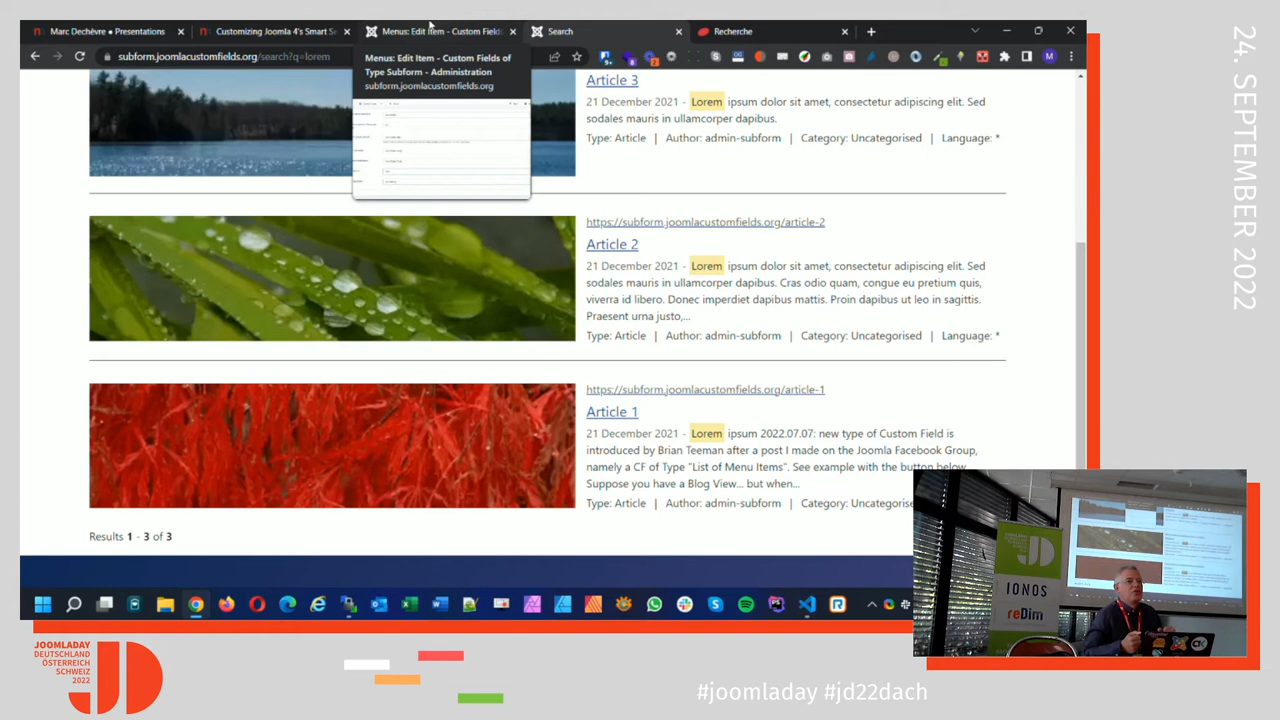 Marc Dechèvre • Presentations
Customizing Joomla 4's Smart Se
Menus: Edit Item - Custom Fields
Search
Recherche
subform.joomlacustomfields.org/search?q=lorem
Menus: Edit Item - Custom Fields of
Type Subform - Administration
subform.joomlacustomfields.org
Article 3
21 December 2021 - Lorem ipsum dolor sit amet, consectetur adipiscing elit. Sed
sodales mauris in ullamcorper dapibus.
Type: Article | Author: admin-subform | Category: Uncategorised | Language: *
https://subform.joomlacustomfields.org/article-2
Article 2
21 December 2021 - Lorem ipsum dolor sit amet, consectetur adipiscing elit. Sed
sodales mauris in ullamcorper dapibus. Cras odio quam, congue eu pretium quis,
viverra id libero. Donec imperdiet dapibus mattis. Proin dapibus ut leo in sagittis.
Praesent urna justo,...
Type: Article | Author: admin-subform | Category: Uncategorised | Language: *
https://subform.joomlacustomfields.org/article-1
Article 1
21 December 2021 - Lorem ipsum 2022.07.07: new type of Custom Field is
introduced by Brian Teeman after a post I made on the Joomla Facebook Group,
namely a CF of Type "List of Menu Items". See example with the button below.
Suppose you have a Blog View... but when...
Type: Article | Author: admin-subform | Category: Uncategorised
Results 1 - 3 of 3
24. SEPTEMBER 2022
IONOS
reDim
JOOMLADAY
DEUTSCHLAND
ÖSTERREICH
SCHWEIZ
2022
JD
#joomladay #jd22dach